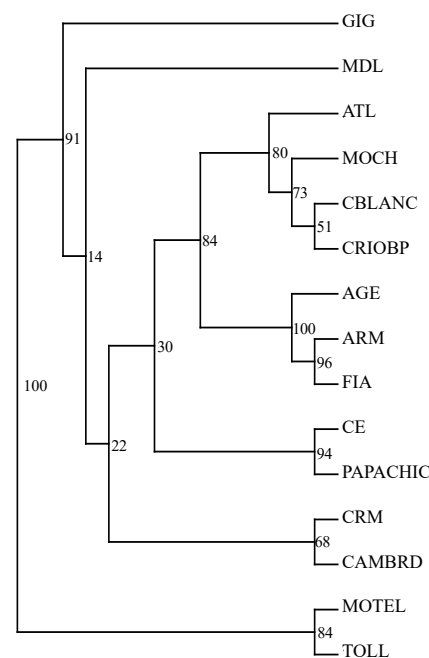 GIG
MDL
91
ATL
80
MOCH
73
CBLANC
51
CRIOBP
84
14
AGE
100
ARM
30
96
FIA
100
CE
22
94
PAPACHIC
CRM
68
CAMBRD
MOTEL
84
TOLL